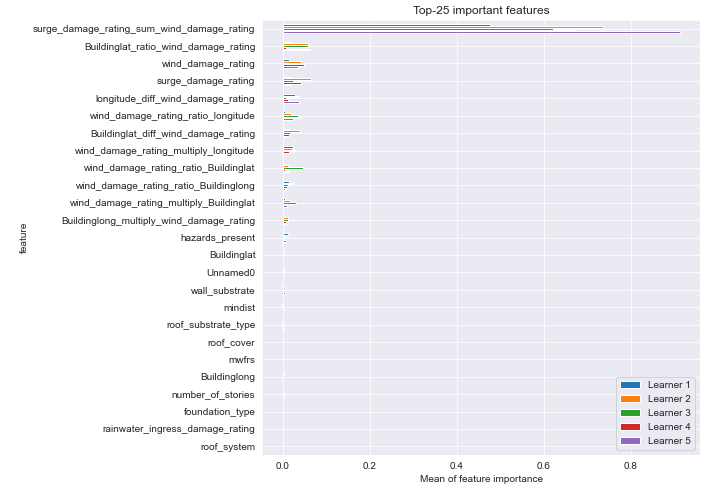 Top-25 important features
surge_damage_rating_sum_wind_damage_rating
Buildinglat_ratio_wind_damage_rating
wind_damage_rating
surge_damage_rating
longitude_diff_wind_damage_rating
wind_damage_rating_ratio_longitude
Buildinglat_diff_wind_damage_rating
wind_damage_rating_multiply_longitude
wind_damage_rating_ratio_Buildinglat
wind_damage_rating_ratio_Buildinglong
wind_damage_rating_multiply_Buildinglat
Buildinglong_multiply_wind_damage_rating
hazards_present
Buildinglat
Unnamed0
wall_substrate
mindist
roof_substrate_type
roof_cover
mwfrs
Buildinglong
number_of_stories
foundation_type
rainwater_ingress_damage_rating
roof_system
feature
Learner 1
Learner 2
Learner 3
Learner 4
Learner 5
0.0 0.2 0.4 0.6 0.8
Mean of feature importance